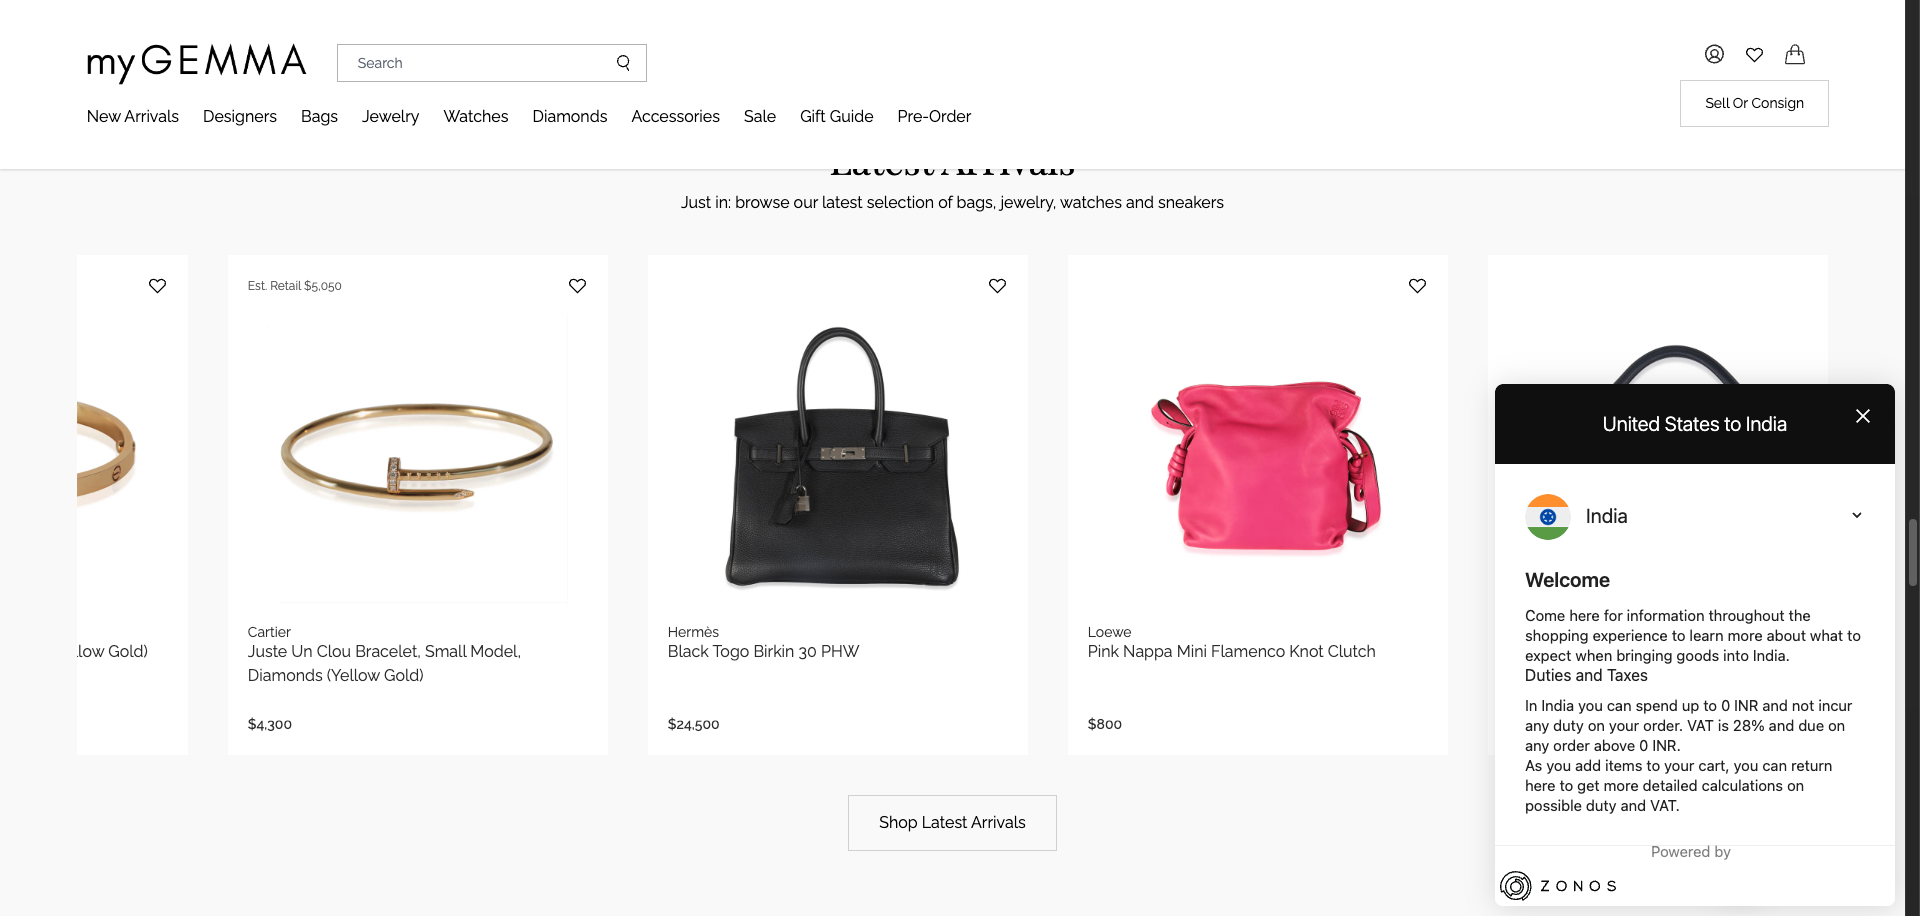 myGEMMA
Search
New Arrivals
Designers
Bags
Jewelry
Watches
Diamonds
Accessories
Sale
Gift Guide
Pre-Order
Sell Or Consign
Latest Arrivals
Just in: browse our latest selection of bags, jewelry, watches and sneakers
low Gold)
Est. Retail $5,050
Cartier
Juste Un Clou Bracelet, Small Model,
Diamonds (Yellow Gold)
$4,300
Hermès
Black Togo Birkin 30 PHW
$24,500
Loewe
Pink Nappa Mini Flamenco Knot Clutch
$800
Shop Latest Arrivals
United States to India
India
Welcome
Come here for information throughout the
shopping experience to learn more about what to
expect when bringing goods into India.
Duties and Taxes
In India you can spend up to 0 INR and not incur
any duty on your order. VAT is 28% and due on
any order above 0 INR.
As you add items to your cart, you can return
here to get more detailed calculations on
possible duty and VAT.
Powered by
ZONOS